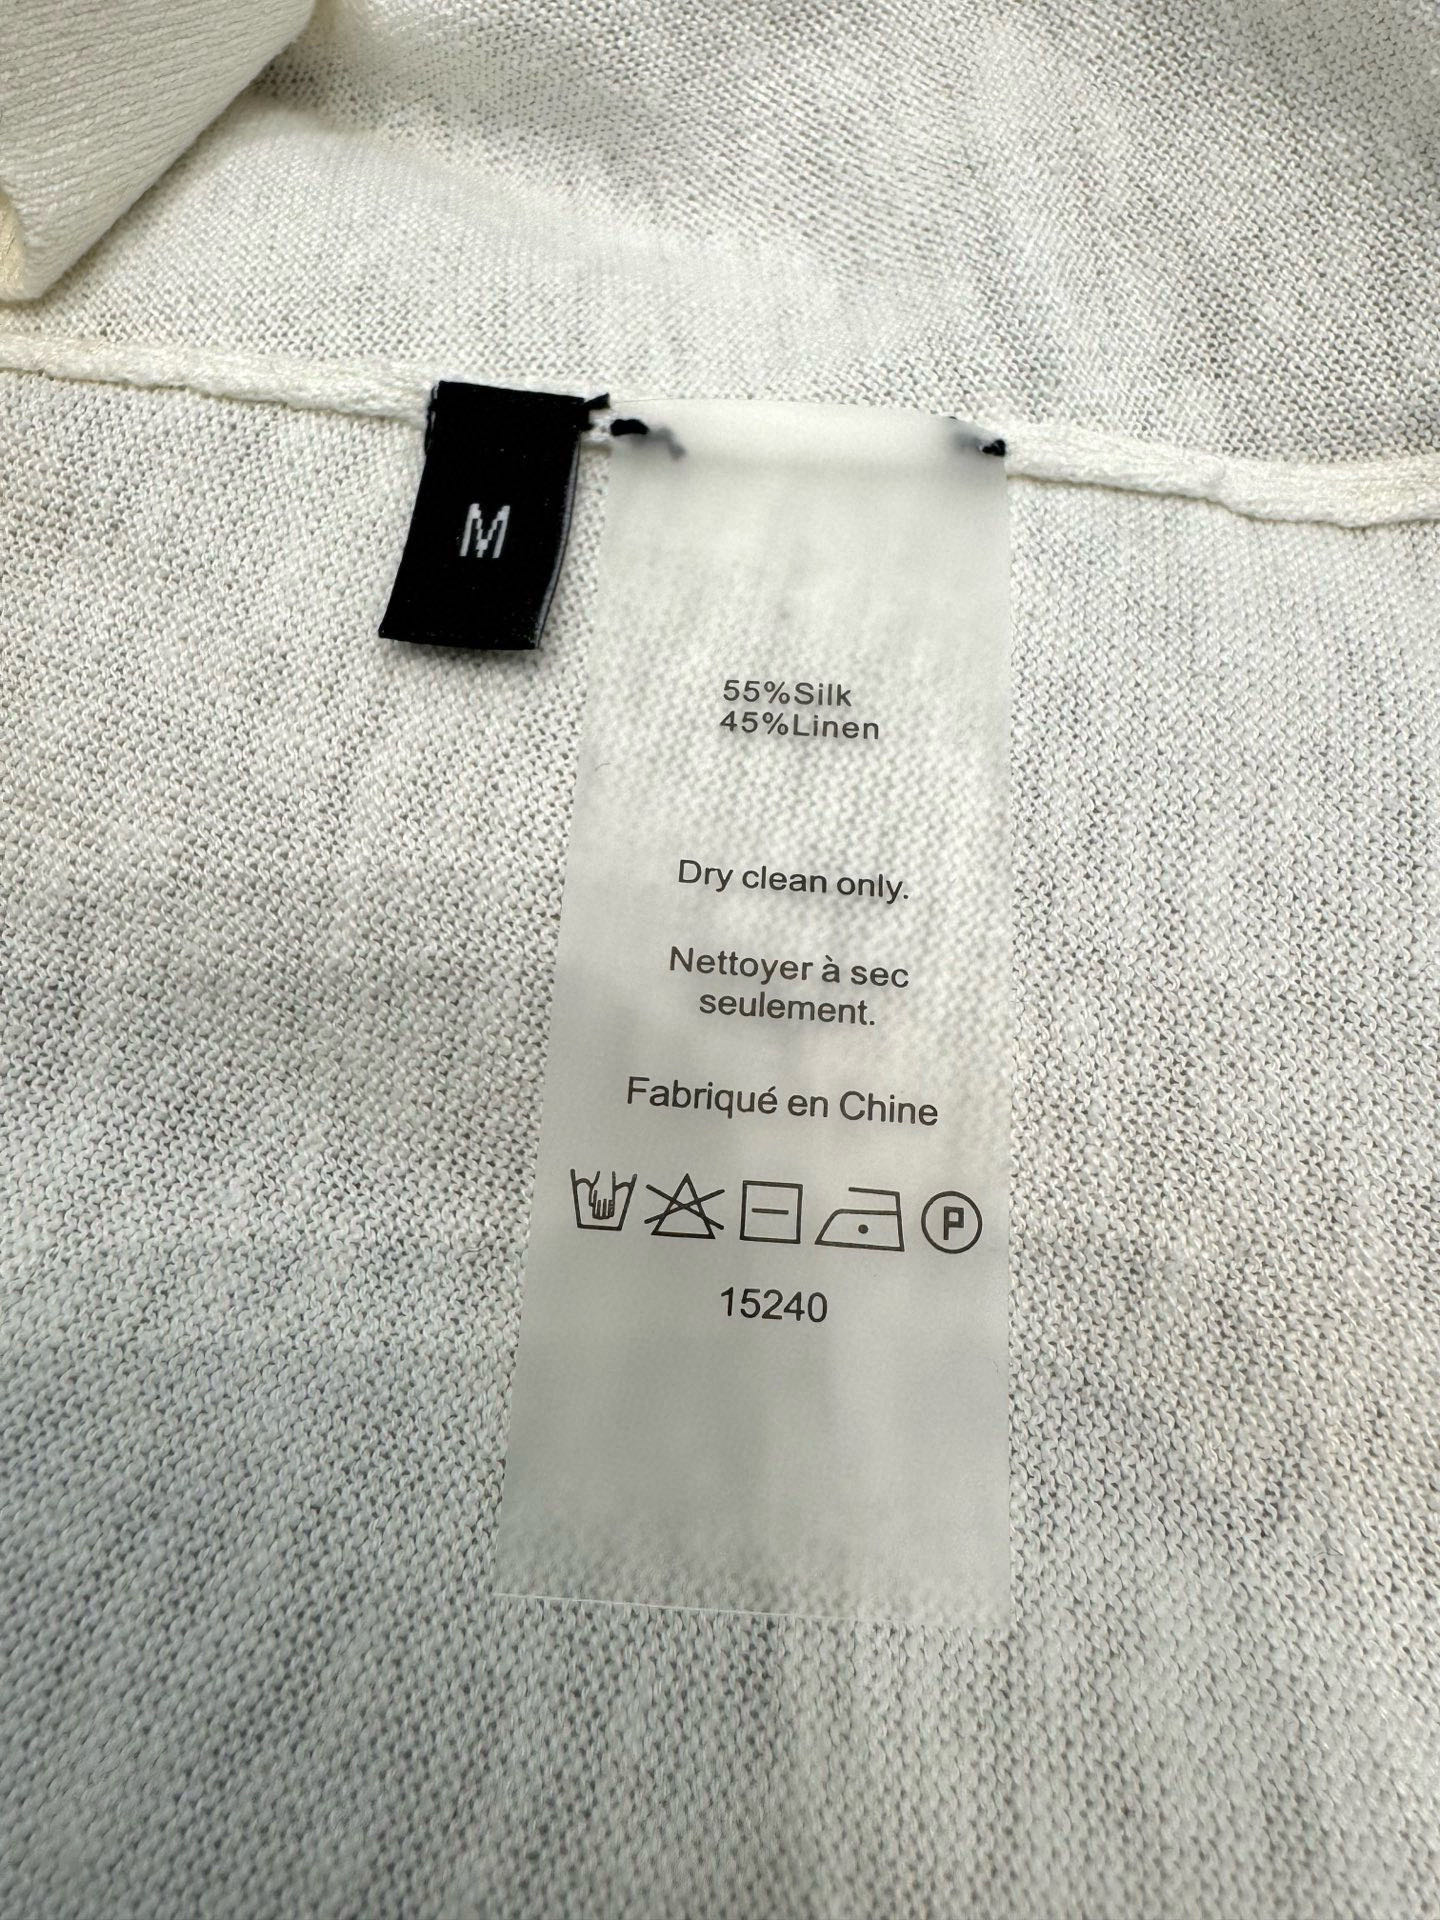 M
55%Silk
45%Linen
Dry clean only.
Nettoyer à sec
seulement.
Fabriqué en Chine
P
15240